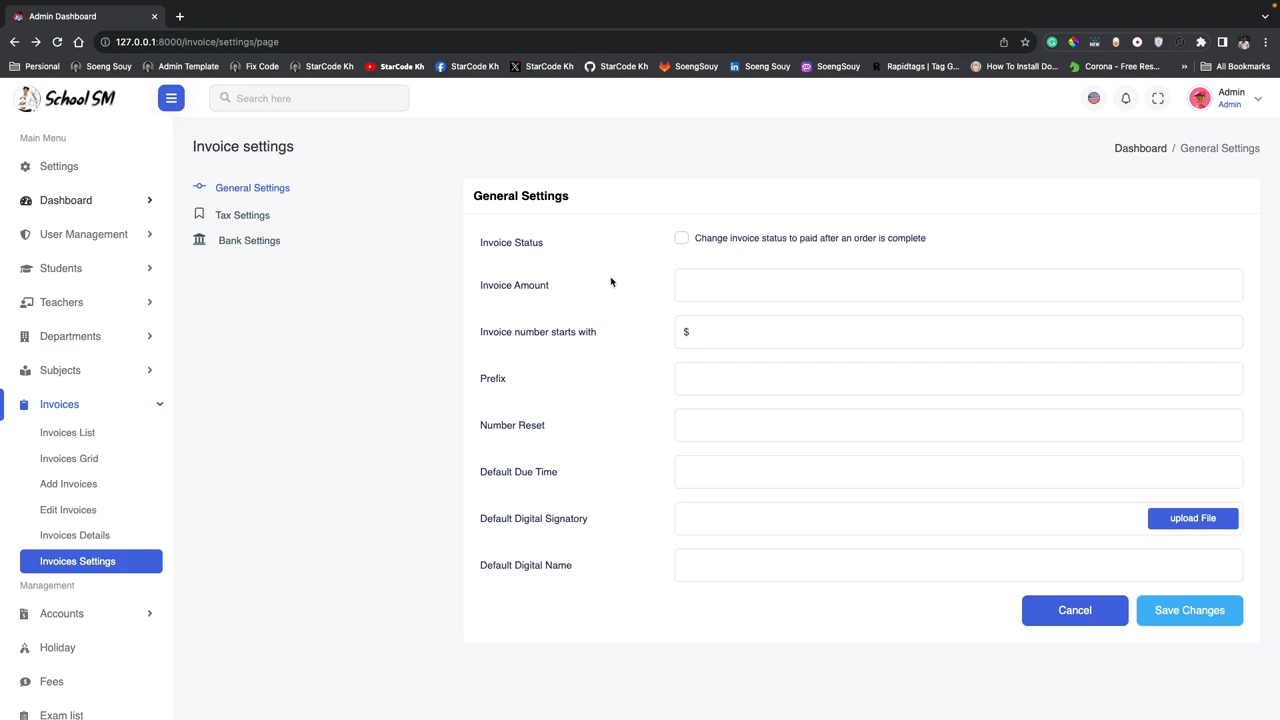 Admin Dashboard
127.0.0.1:8000/invoice/settings/page
Personal Soeng Souy Admin Template Fix Code StarCode Kh StarCode Kh StarCode Kh StarCode Kh StarCode Kh SoengSouy Soeng Souy SoengSouy Rapidtags | Tag G... How To Install Do... Corona - Free Res... » All Bookmarks
School SM
Search here
Admin
Admin
Main Menu
Settings
Dashboard
User Management
Students
Teachers
Departments
Subjects
Invoices
Invoices List
Invoices Grid
Add Invoices
Edit Invoices
Invoices Details
Invoices Settings
Management
Accounts
Holiday
Fees
Exam list
Invoice settings
Dashboard / General Settings
General Settings
Tax Settings
Bank Settings
General Settings
Invoice Status
Change invoice status to paid after an order is complete
Invoice Amount
Invoice number starts with
$
Prefix
Number Reset
Default Due Time
Default Digital Signatory
upload File
Default Digital Name
Cancel
Save Changes